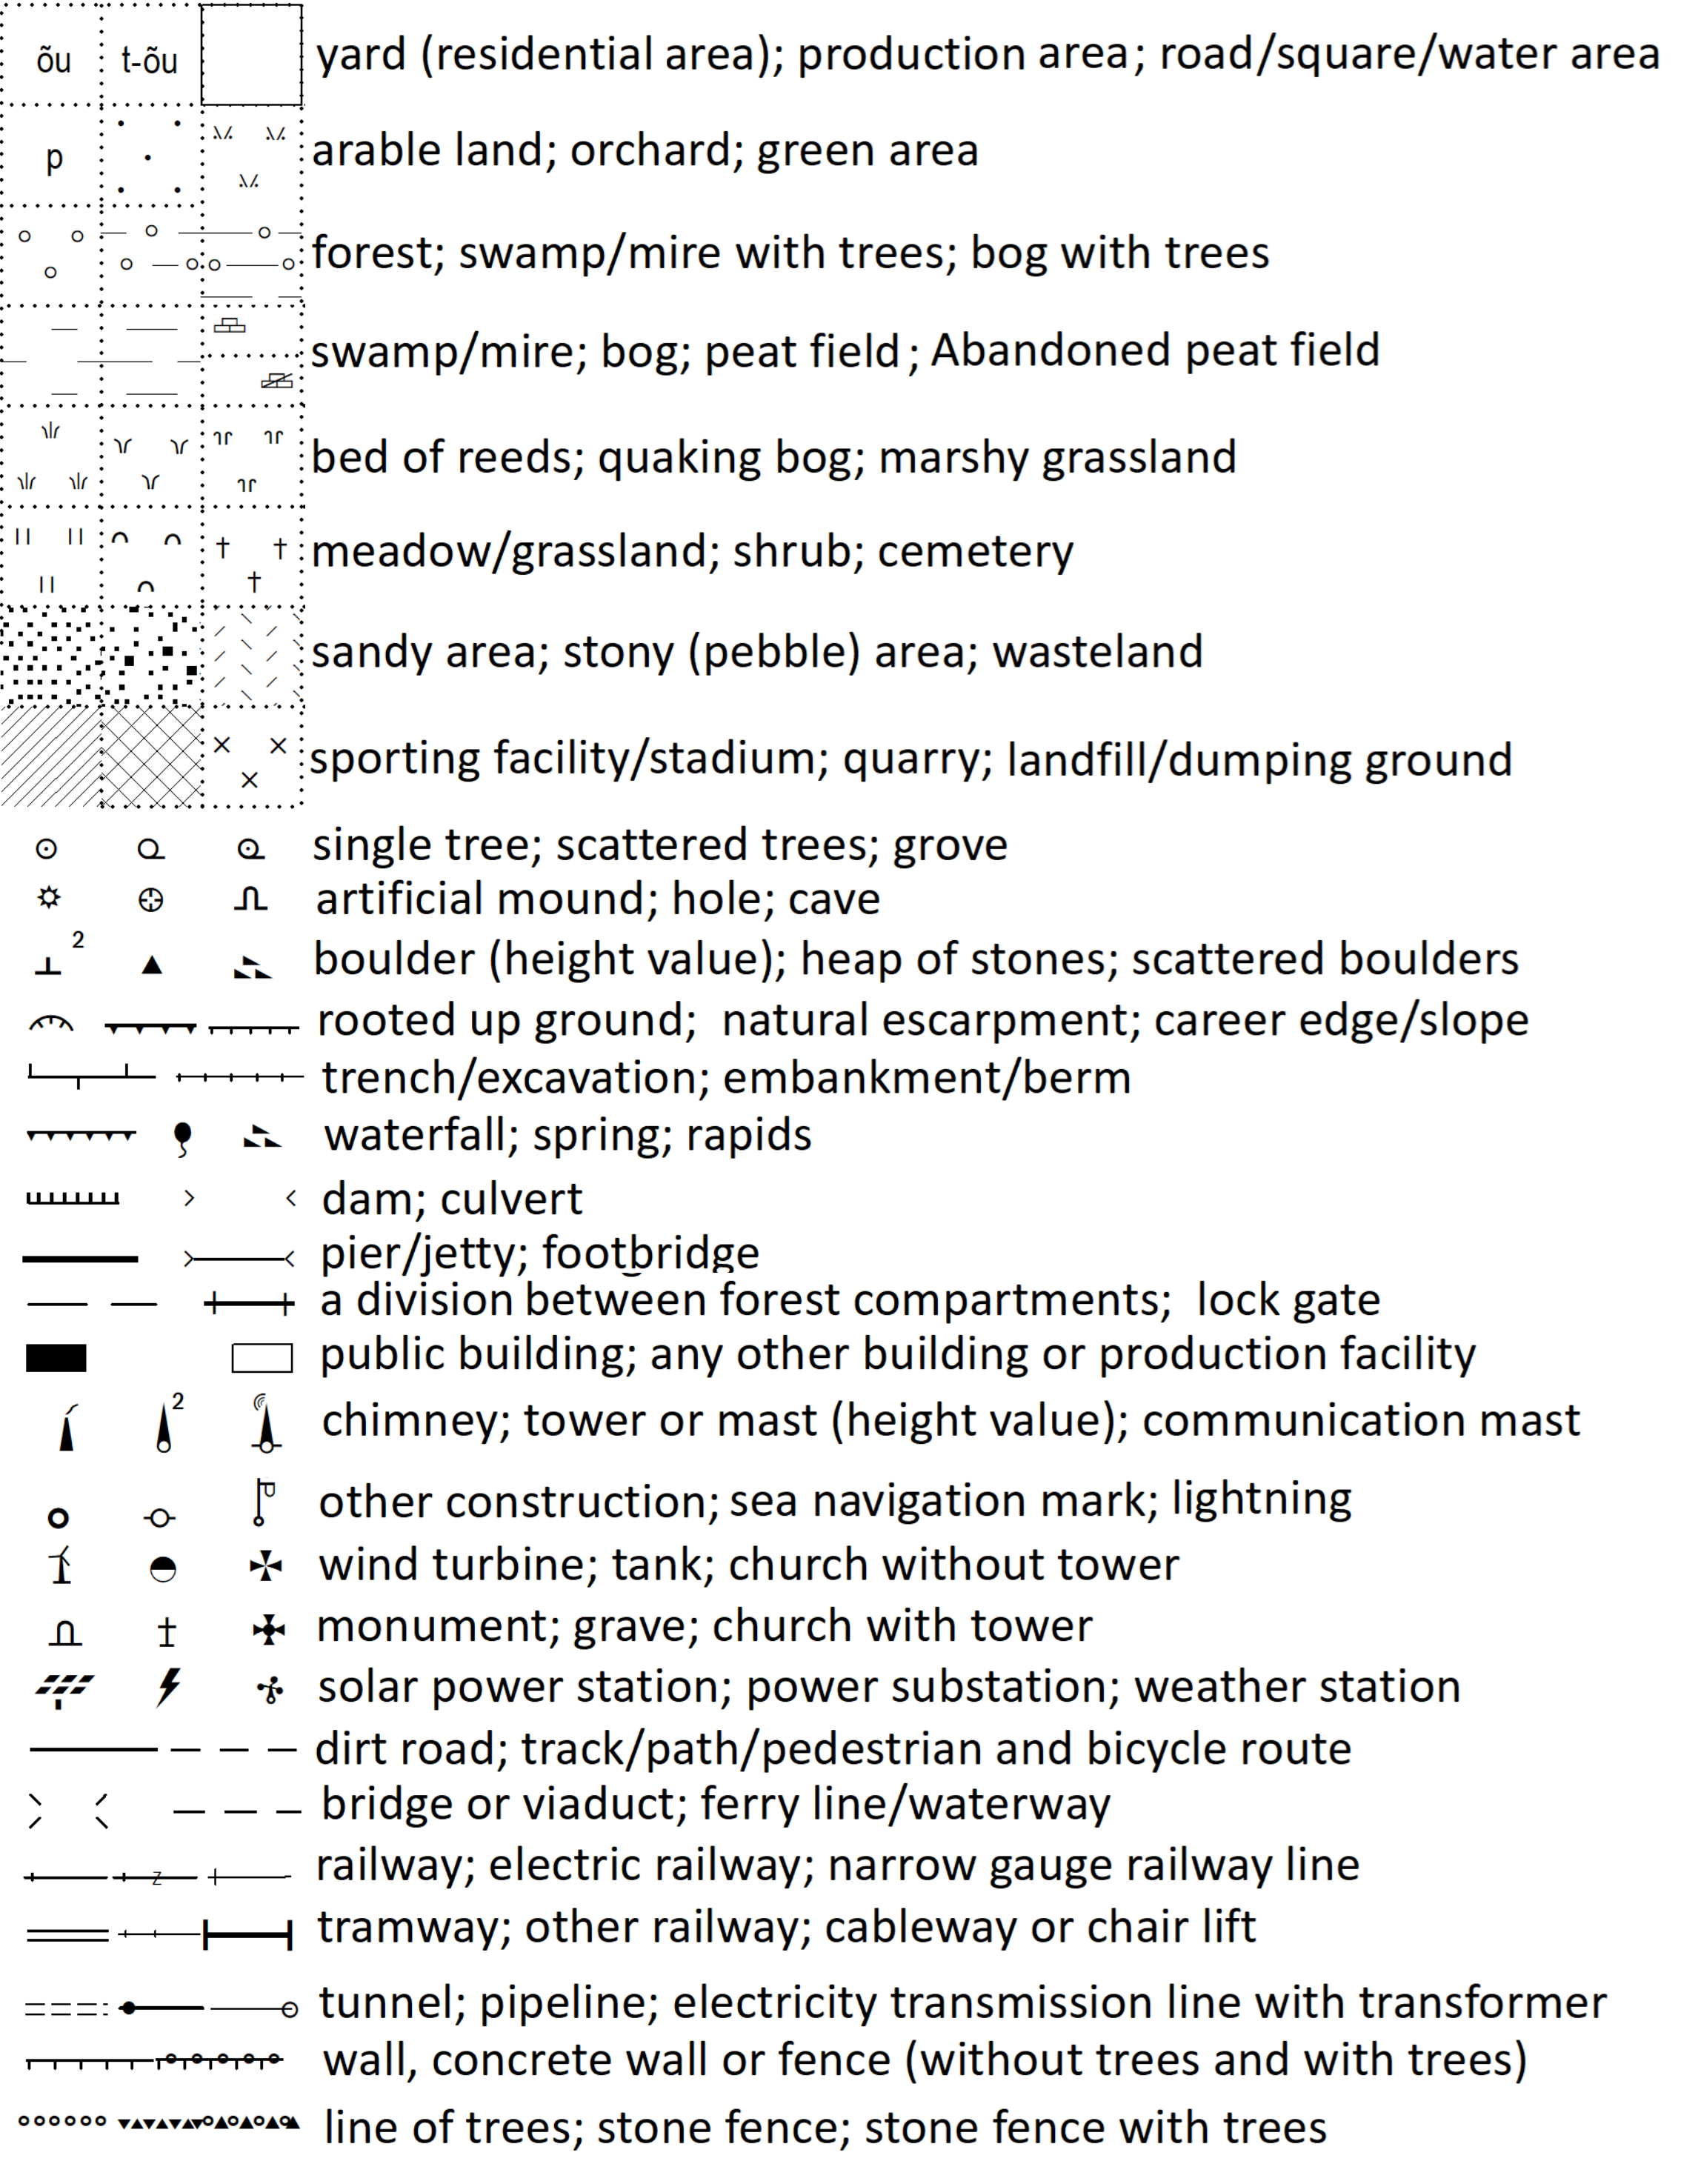 õu t-õu yard (residential area); production area; road/square/water area
p arable land; orchard; green area
forest; swamp/mire with trees; bog with trees
swamp/mire; bog; peat field; Abandoned peat field
bed of reeds; quaking bog; marshy grassland
meadow/grassland; shrub; cemetery
sandy area; stony (pebble) area; wasteland
sporting facility/stadium; quarry; landfill/dumping ground
single tree; scattered trees; grove
artificial mound; hole; cave
2 boulder (height value); heap of stones; scattered boulders
rooted up ground; natural escarpment; career edge/slope
trench/excavation; embankment/berm
waterfall; spring; rapids
dam; culvert
pier/jetty; footbridge
a division between forest compartments; lock gate
public building; any other building or production facility
2 chimney; tower or mast (height value); communication mast
other construction; sea navigation mark; lightning
wind turbine; tank; church without tower
monument; grave; church with tower
solar power station; power substation; weather station
dirt road; track/path/pedestrian and bicycle route
bridge or viaduct; ferry line/waterway
Z railway; electric railway; narrow gauge railway line
tramway; other railway; cableway or chair lift
tunnel; pipeline; electricity transmission line with transformer
wall, concrete wall or fence (without trees and with trees)
line of trees; stone fence; stone fence with trees